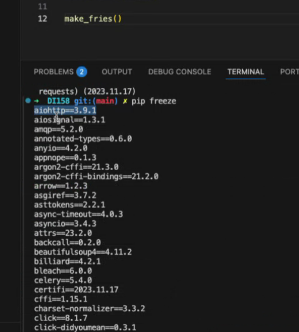 11
12 make_fries()
PROBLEMS 2 OUTPUT DEBUG CONSOLE TERMINAL PORT
requests) (2023.11.17)
➜ DI158 git:(main) ✗ pip freeze
aiohttp==3.9.1
aiosignal==1.3.1
amqp==5.2.0
annotated-types==0.6.0
anyio==4.2.0
appnope==0.1.3
argon2-cffi==21.3.0
argon2-cffi-bindings==21.2.0
arrow==1.2.3
asgiref==3.7.2
asttokens==2.2.1
async-timeout==4.0.3
asyncio==3.4.3
attrs==23.2.0
backcall==0.2.0
beautifulsoup4==4.11.2
billiard==4.2.1
bleach==6.0.0
celery==5.4.0
certifi==2023.11.17
cffi==1.15.1
charset-normalizer==3.3.2
click==8.1.7
click-didyoumean==0.3.1